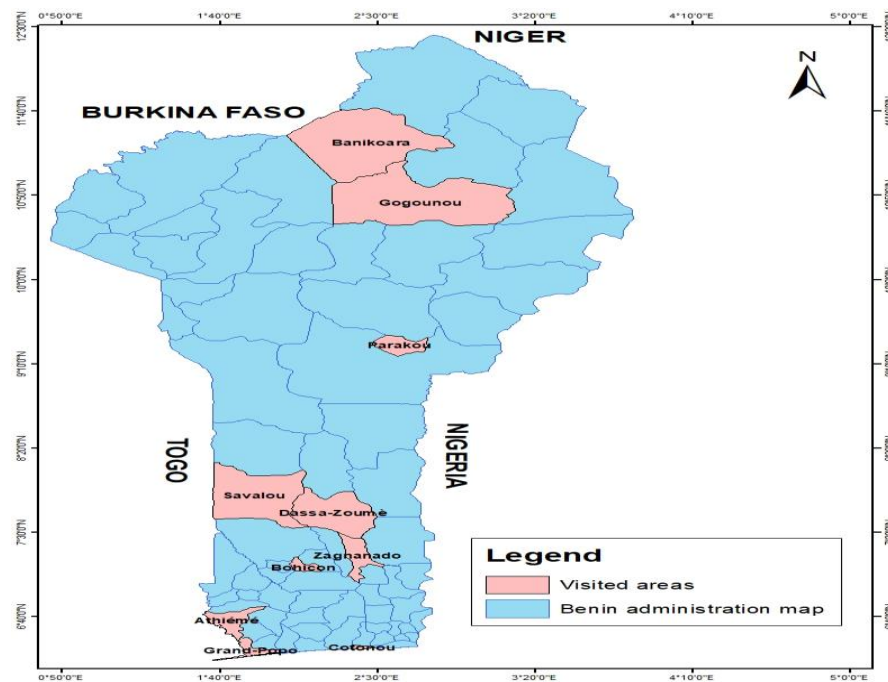 0°50'0"E 1°40'0"E 2°30'0"E 3°20'0"E 4°10'0"E 5°0'0"E
12°30'N
NIGER
N
11°40'0"N
BURKINA FASO
Banikoara
10°50'0"N
Gogounou
10°0'0"N
Parakou
9°10'0"N
TOGO
NIGERIA
8°20'0"N
Savalou
Dassa-Zoumè
7°30'0"N
Zagnanado
Bohicon
Legend
Visited areas
Benin administration map
6°40'0"N
Athiémé
Grand-Popo
Cotonou
0°50'0"E 1°40'0"E 2°30'0"E 3°20'0"E 4°10'0"E 5°0'0"E